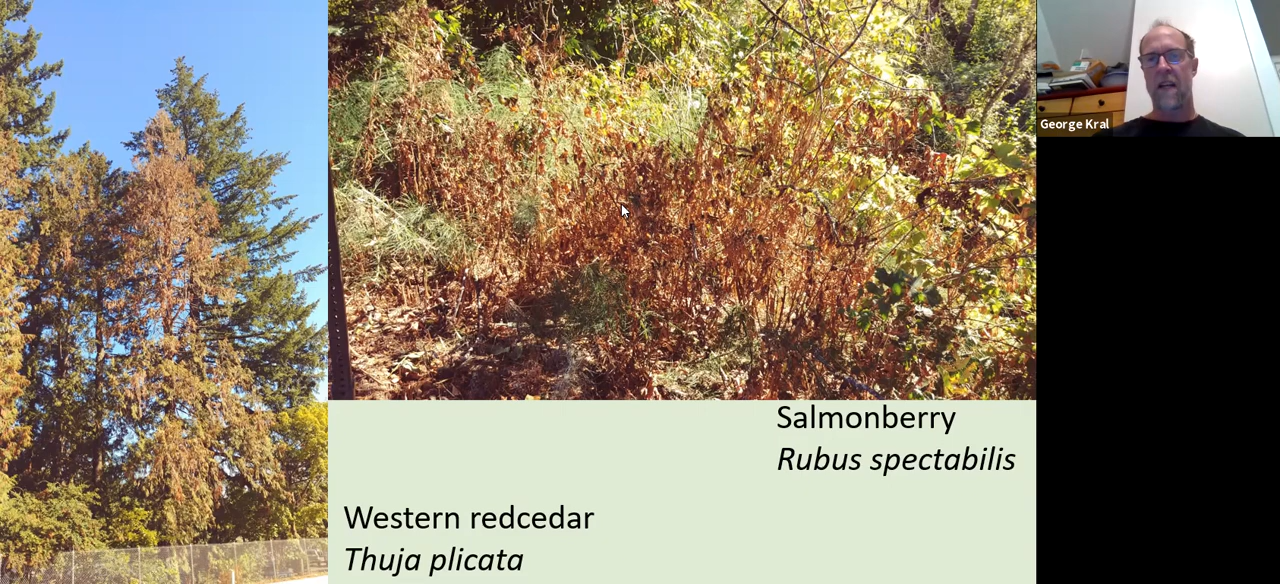 George Kral
Salmonberry
Rubus spectabilis
Western redcedar
Thuja plicata